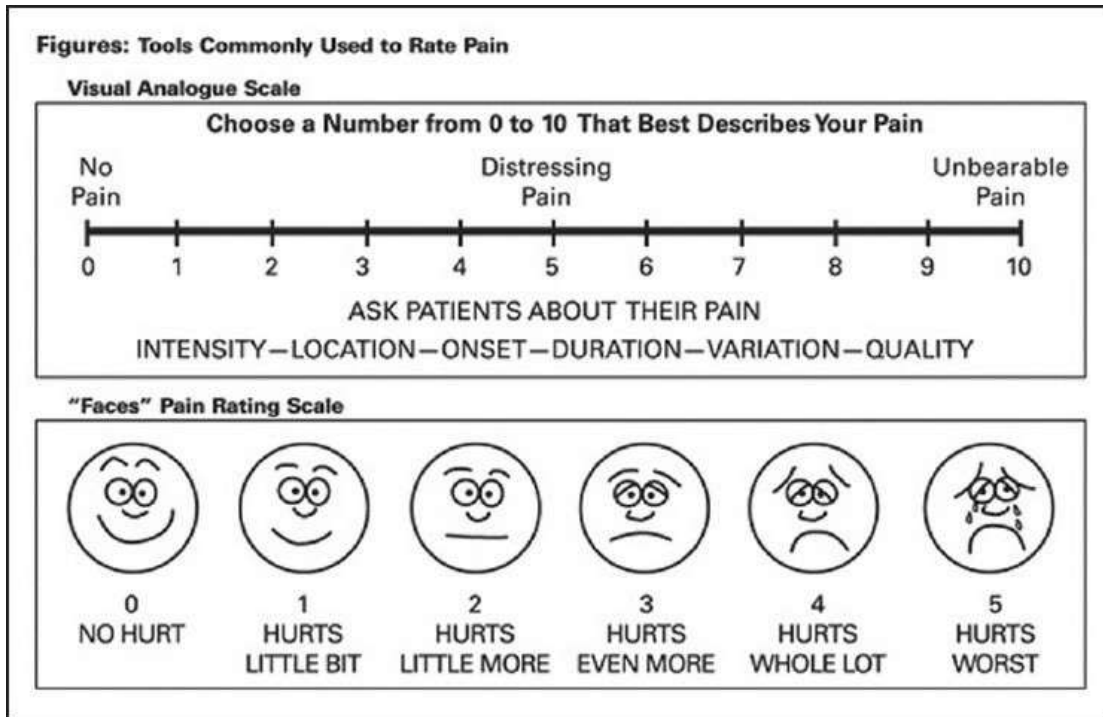 Figures: Tools Commonly Used to Rate Pain
Visual Analogue Scale
Choose a Number from 0 to 10 That Best Describes Your Pain
No Pain
Distressing Pain
Unbearable Pain
0 1 2 3 4 5 6 7 8 9 10
ASK PATIENTS ABOUT THEIR PAIN
INTENSITY—LOCATION—ONSET—DURATION—VARIATION—QUALITY
"Faces" Pain Rating Scale
0
NO HURT
1
HURTS
LITTLE BIT
2
HURTS
LITTLE MORE
3
HURTS
EVEN MORE
4
HURTS
WHOLE LOT
5
HURTS
WORST